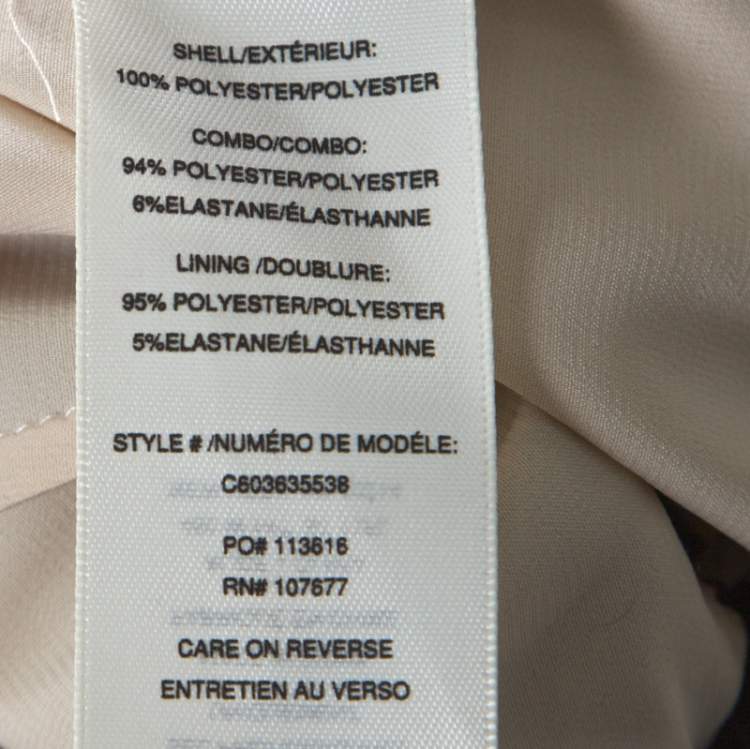 SHELL/EXTÉRIEUR:
100% POLYESTER/POLYESTER
COMBO/COMBO:
94% POLYESTER/POLYESTER
6%ELASTANE/ÉLASTHANNE
LINING /DOUBLURE:
95% POLYESTER/POLYESTER
5%ELASTANE/ÉLASTHANNE
STYLE # /NUMÉRO DE MODÉLE:
C603635538
PO# 113616
RN# 107677
CARE ON REVERSE
ENTRETIEN AU VERSO